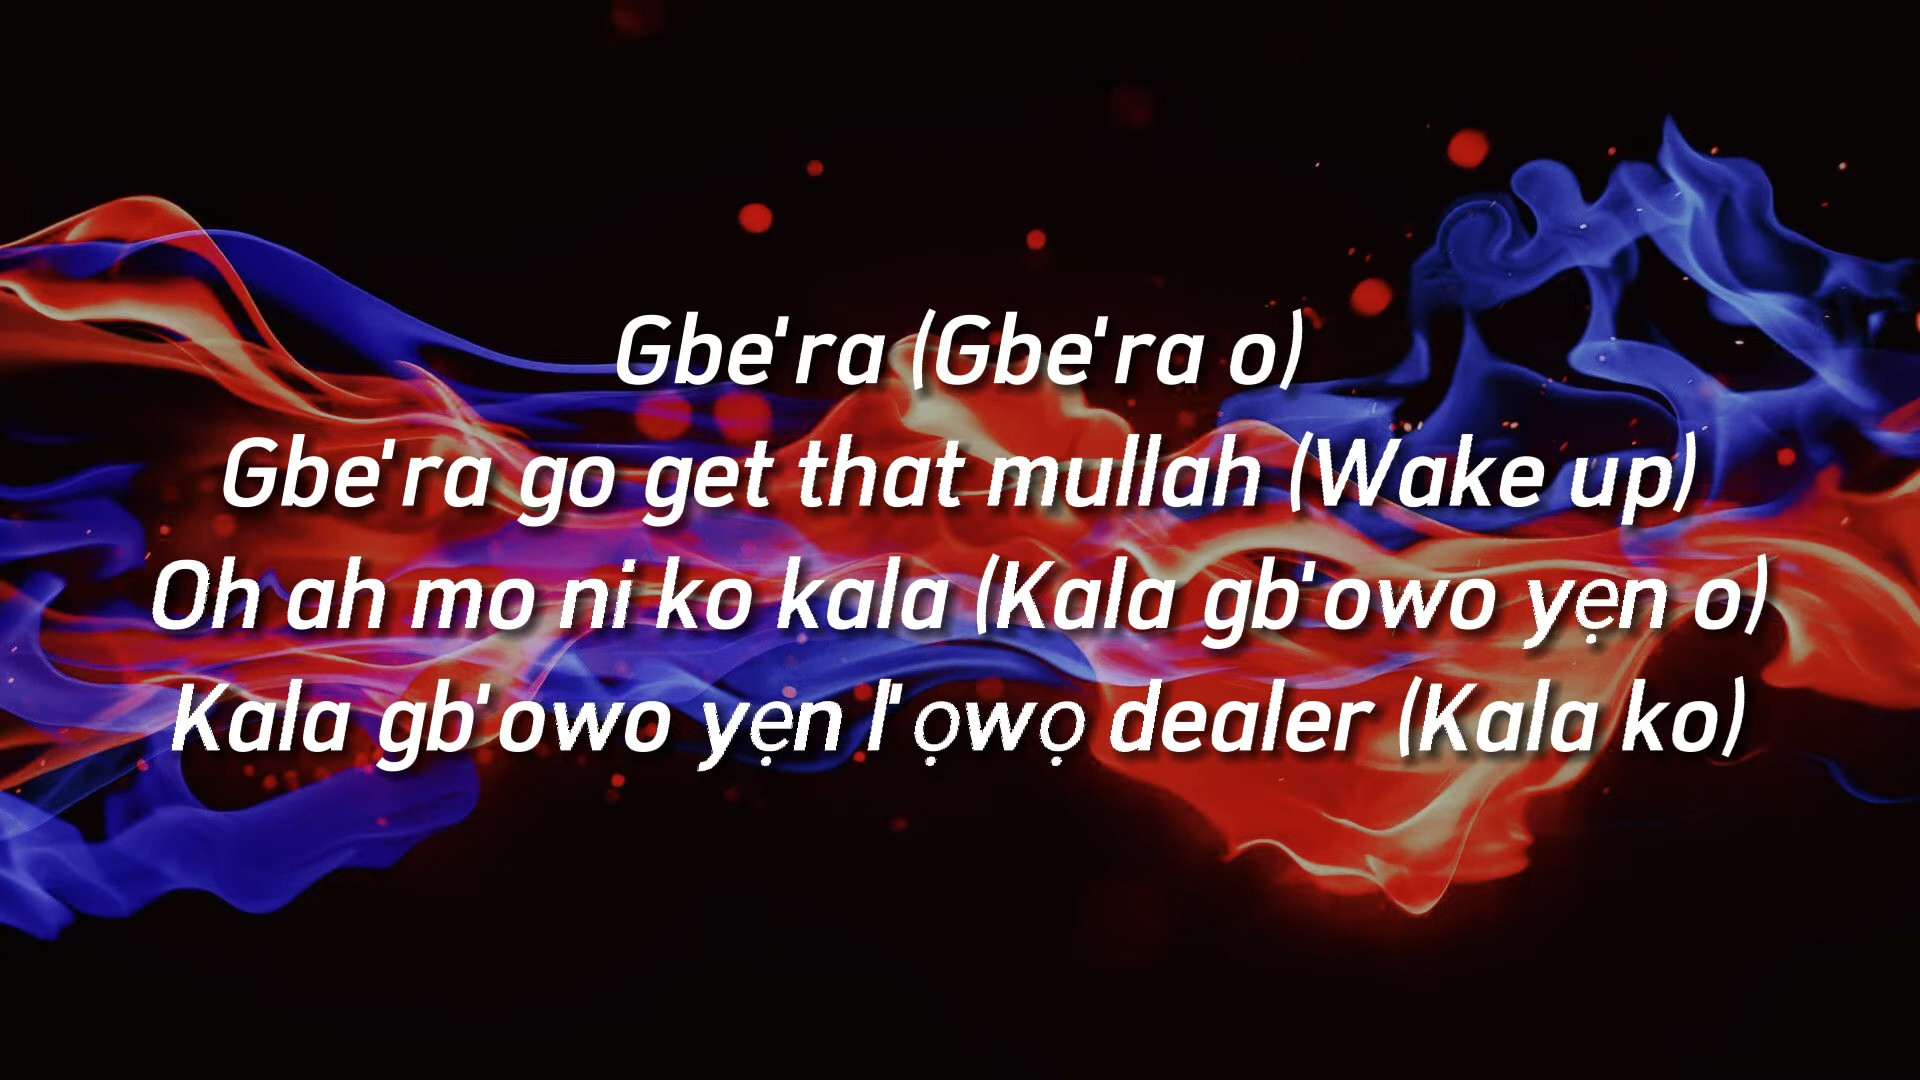 Gbe'ra (Gbe'ra o)
Gbe'ra go get that mullah (Wake up)
Oh ah mo ni ko kala (Kala gb'owo yẹn o)
Kala gb'owo yẹn l'ọwọ dealer (Kala ko)